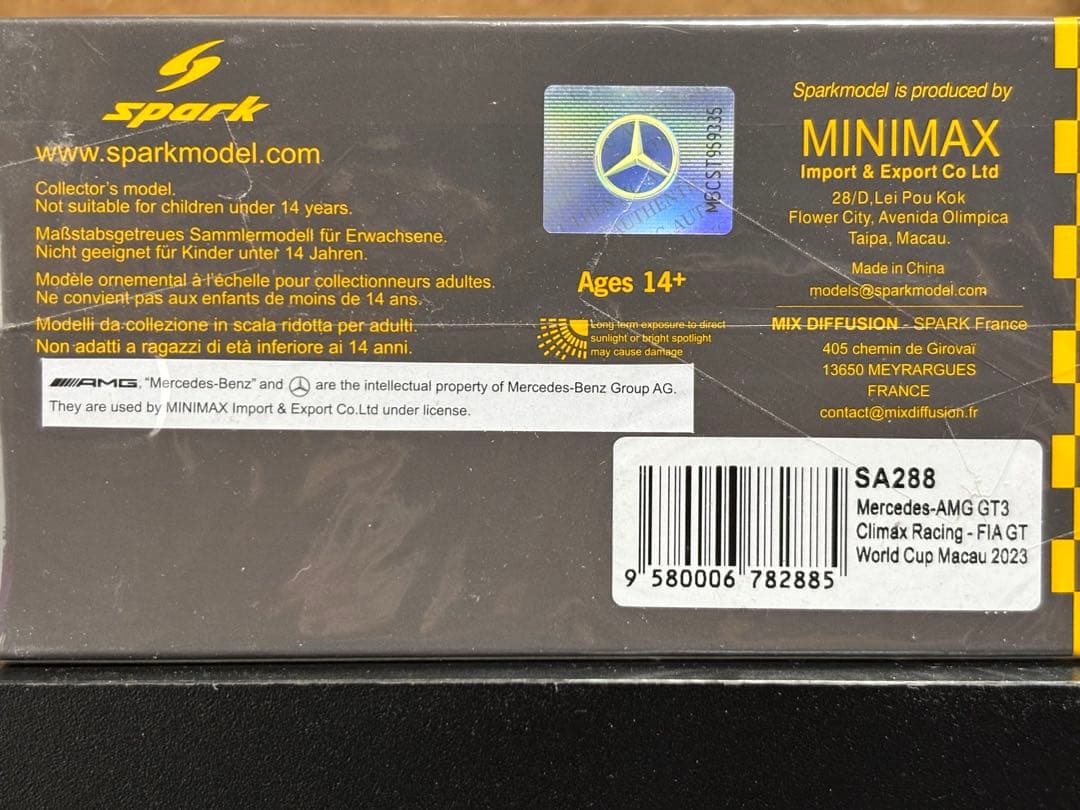 spark
www.sparkmodel.com
Collector's model.
Not suitable for children under 14 years.
Maßstabsgetreues Sammlermodell für Erwachsene.
Nicht geeignet für Kinder unter 14 Jahren.
Modèle ornemental à l'échelle pour collectionneurs adultes.
Ne convient pas aux enfants de moins de 14 ans.
Modelli da collezione in scala ridotta per adulti.
Non adatti a ragazzi di età inferiore ai 14 anni.
AMG, "Mercedes-Benz" and are the intellectual property of Mercedes-Benz Group AG.
They are used by MINIMAX Import & Export Co.Ltd under license.
AUTHENTI
Ages 14+
Long term exposure to direct
sunlight or bright spotlight
may cause damage
Sparkmodel is produced by
MINIMAX
Import & Export Co Ltd
28/D,Lei Pou Kok
Flower City, Avenida Olimpica
Taipa, Macau.
Made in China
models@sparkmodel.com
MIX DIFFUSION - SPARK France
405 chemin de Girovaï
13650 MEYRARGUES
FRANCE
contact@mixdiffusion.fr
SA288
Mercedes-AMG GT3
Climax Racing - FIA GT
World Cup Macau 2023
9 580006 782885